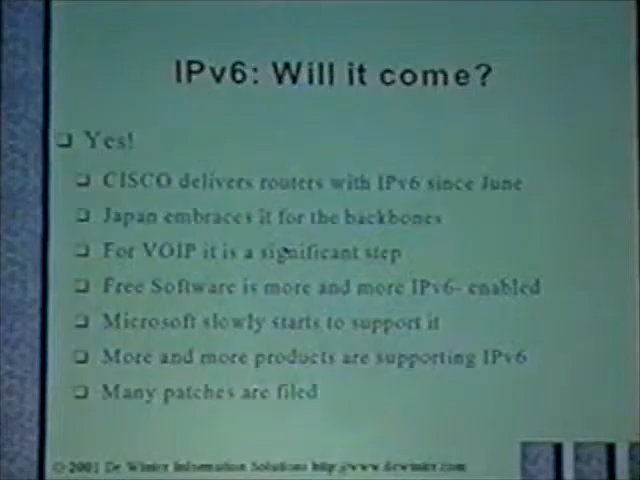 IPv6: Will it come?
Yes!
CISCO delivers routers with IPv6 since June
Japan embraces it for the backbones
For VOIP it is a significant step
Free Software is more and more IPv6- enabled
Microsoft slowly starts to support it
More and more products are supporting IPv6
Many patches are filed
© 2001 De Winter Information Solutions http://www.dewinter.com